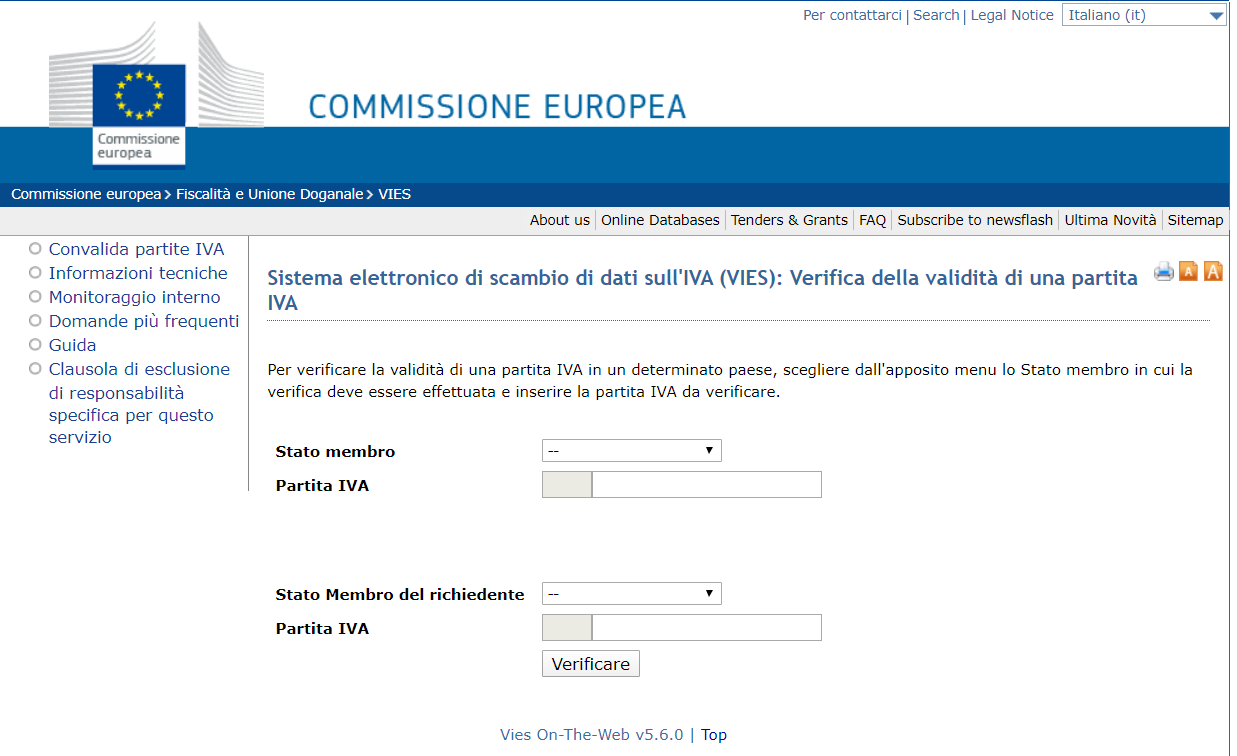 Per contattarci | Search | Legal Notice Italiano (it)
COMMISSIONE EUROPEA
Commissione
europea
Commissione europea > Fiscalità e Unione Doganale > VIES
About us | Online Databases | Tenders & Grants | FAQ | Subscribe to newsflash | Ultima Novità | Sitemap
Convalida partite IVA
Informazioni tecniche
Monitoraggio interno
Domande più frequenti
Guida
Clausola di esclusione
di responsabilità
specifica per questo
servizio
Sistema elettronico di scambio di dati sull'IVA (VIES): Verifica della validità di una partita
IVA
A A
Per verificare la validità di una partita IVA in un determinato paese, scegliere dall'apposito menu lo Stato membro in cui la
verifica deve essere effettuata e inserire la partita IVA da verificare.
Stato membro --
Partita IVA
Stato Membro del richiedente --
Partita IVA
Verificare
Vies On-The-Web v5.6.0 | Top